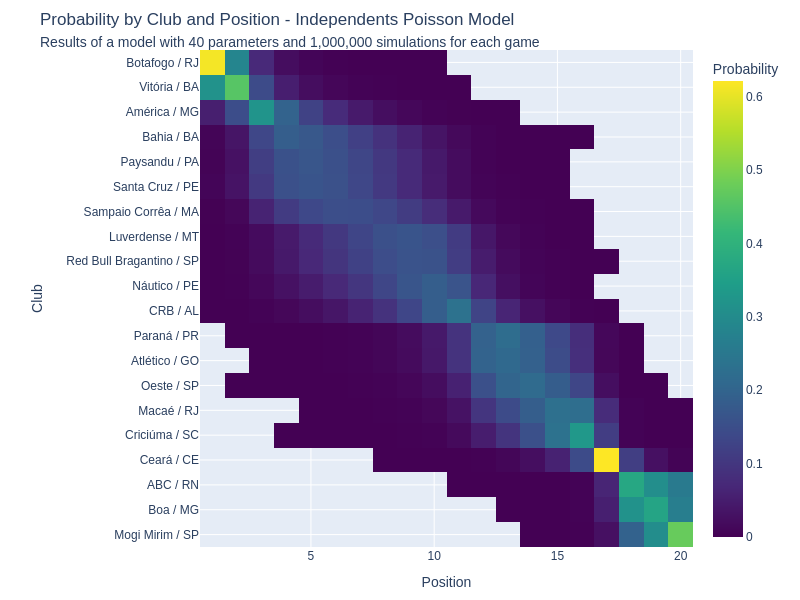 Probability by Club and Position - Independents Poisson Model
Results of a model with 40 parameters and 1,000,000 simulations for each game
Probability
Botafogo / RJ
Vitória / BA
América / MG
Bahia / BA
Paysandu / PA
Santa Cruz / PE
Sampaio Corrêa / MA
Luverdense / MT
Red Bull Bragantino / SP
Náutico / PE
CRB / AL
Paraná / PR
Atlético / GO
Oeste / SP
Macaé / RJ
Criciúma / SC
Ceará / CE
ABC / RN
Boa / MG
Mogi Mirim / SP
Club
5
10
15
20
Position
0.6
0.5
0.4
0.3
0.2
0.1
0